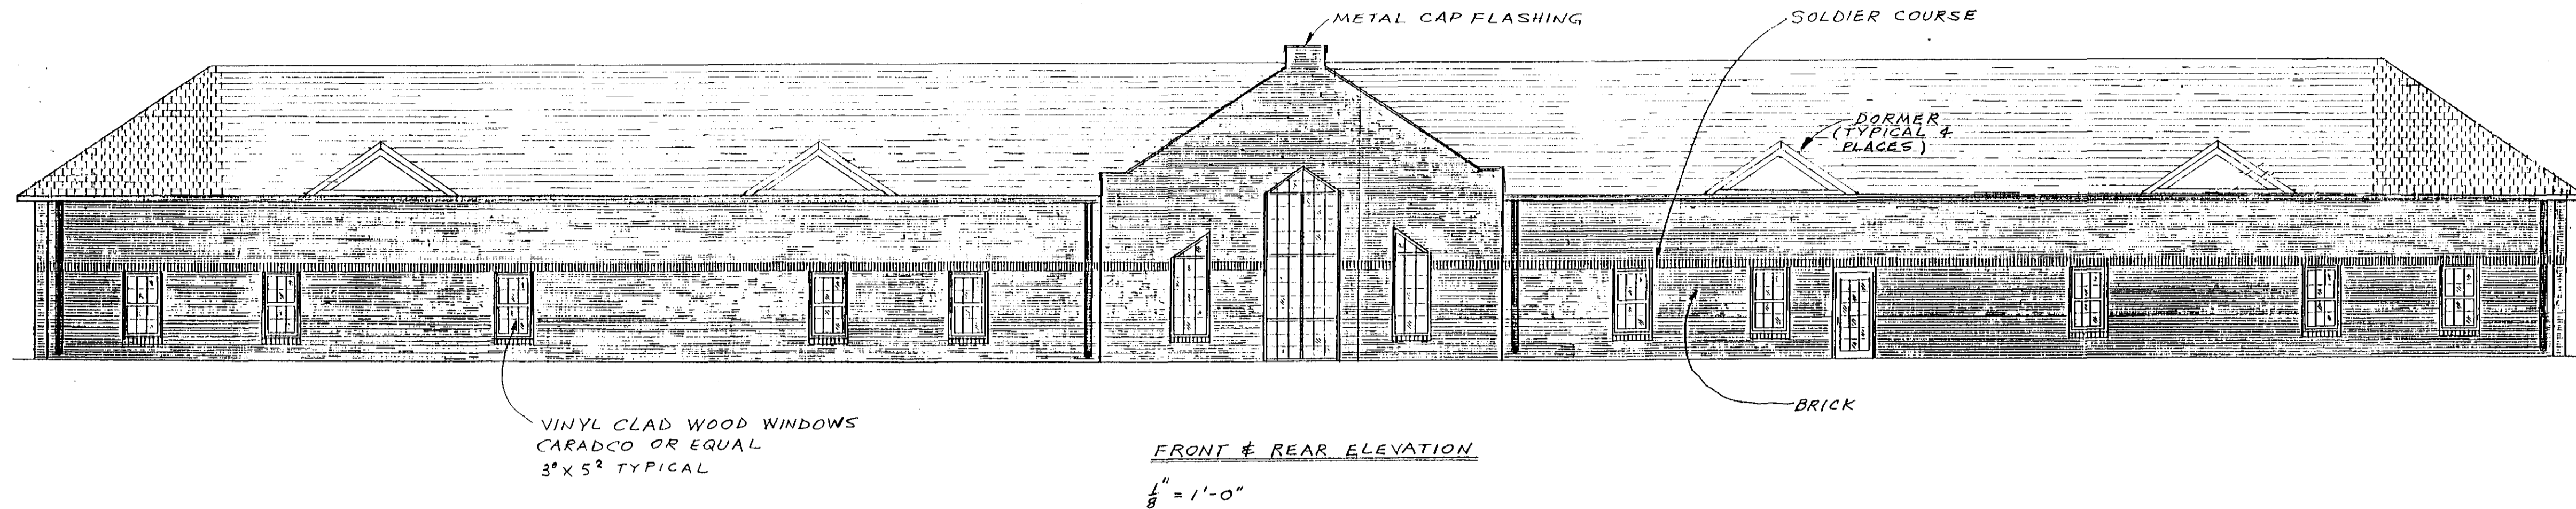 METAL CAP FLASHING
SOLDIER COURSE
DORMER
(TYPICAL 4
PLACES)
BRICK
VINYL CLAD WOOD WINDOWS
CARADCO OR EQUAL
3⁰ X 5² TYPICAL
FRONT & REAR ELEVATION
1/8" = 1'-0"